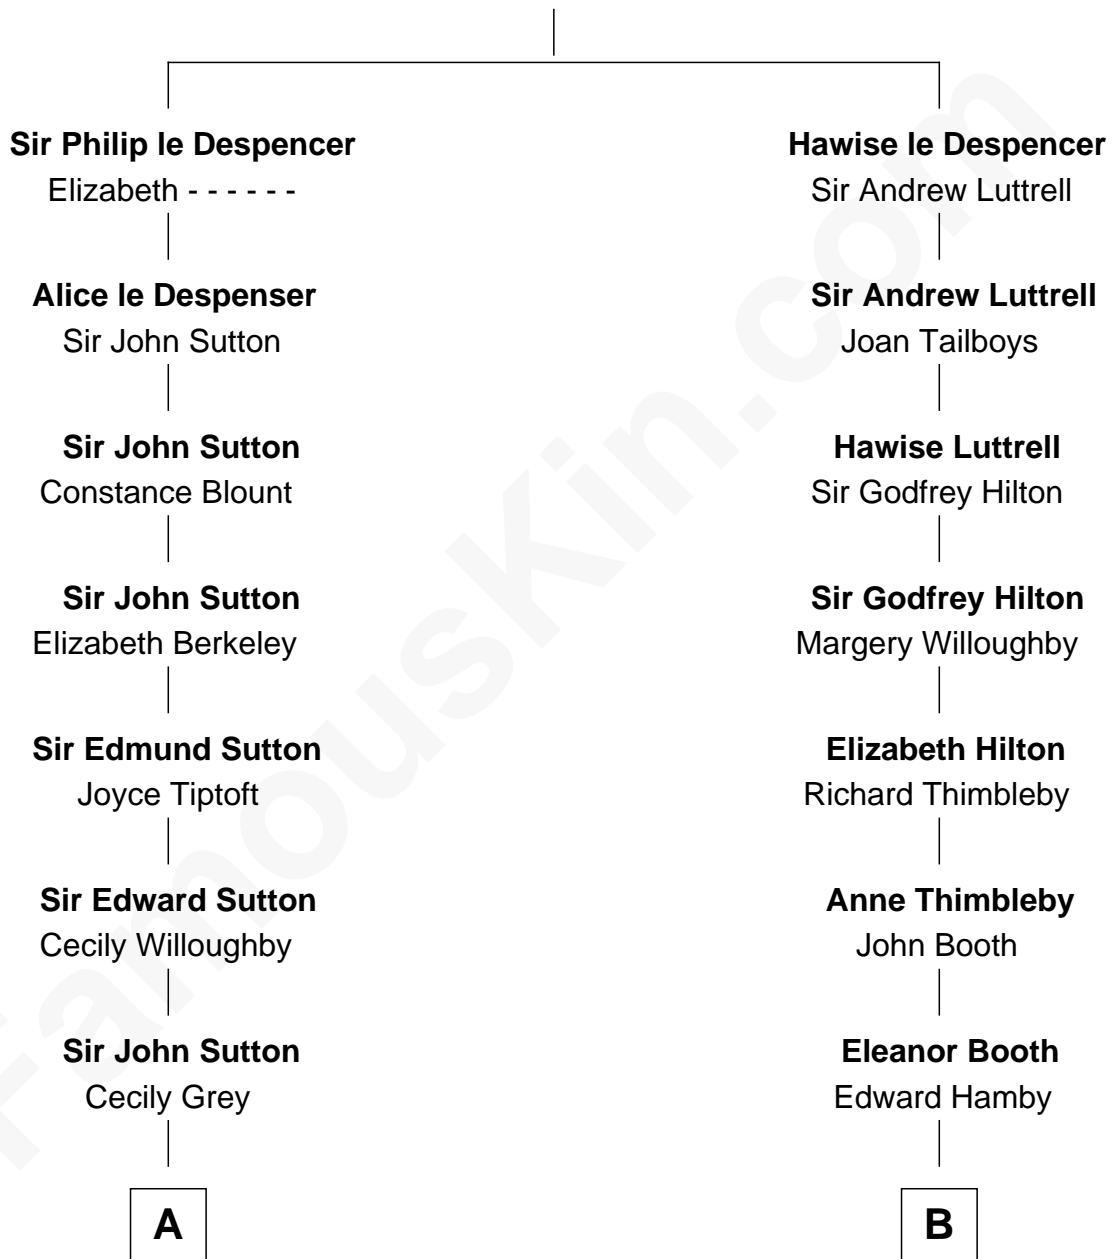 Sir Philip le Despencer
Elizabeth - - - - - -
Alice le Despenser
Sir John Sutton
Sir John Sutton
Constance Blount
Sir John Sutton
Elizabeth Berkeley
Sir Edmund Sutton
Joyce Tiptoft
Sir Edward Sutton
Cecily Willoughby
Sir John Sutton
Cecily Grey
A
Hawise le Despencer
Sir Andrew Luttrell
Sir Andrew Luttrell
Joan Tailboys
Hawise Luttrell
Sir Godfrey Hilton
Sir Godfrey Hilton
Margery Willoughby
Elizabeth Hilton
Richard Thimbleby
Anne Thimbleby
John Booth
Eleanor Booth
Edward Hamby
B
FamousKin.com